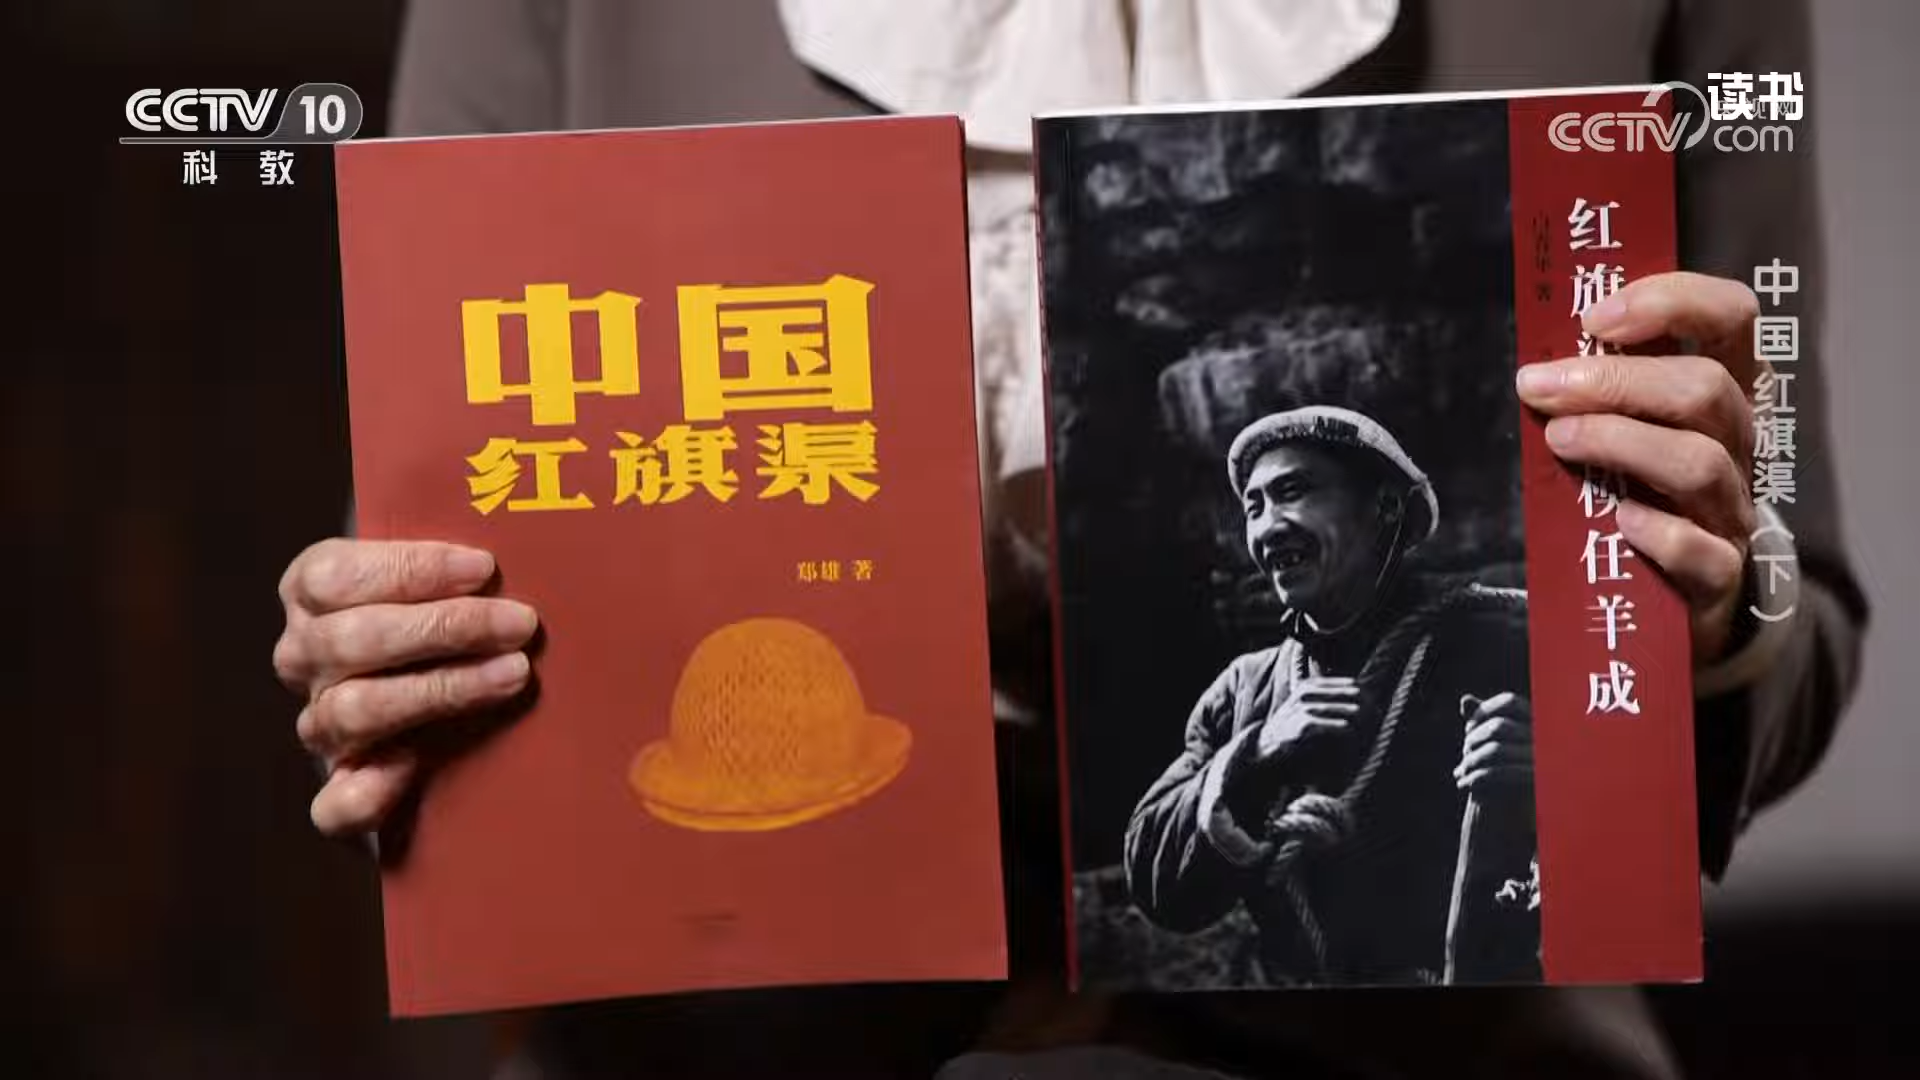 CCTV 10
科教
读书
CCTV com
中国
红旗渠
郑雄 著
红旗
模任羊成
中国红旗渠（下）